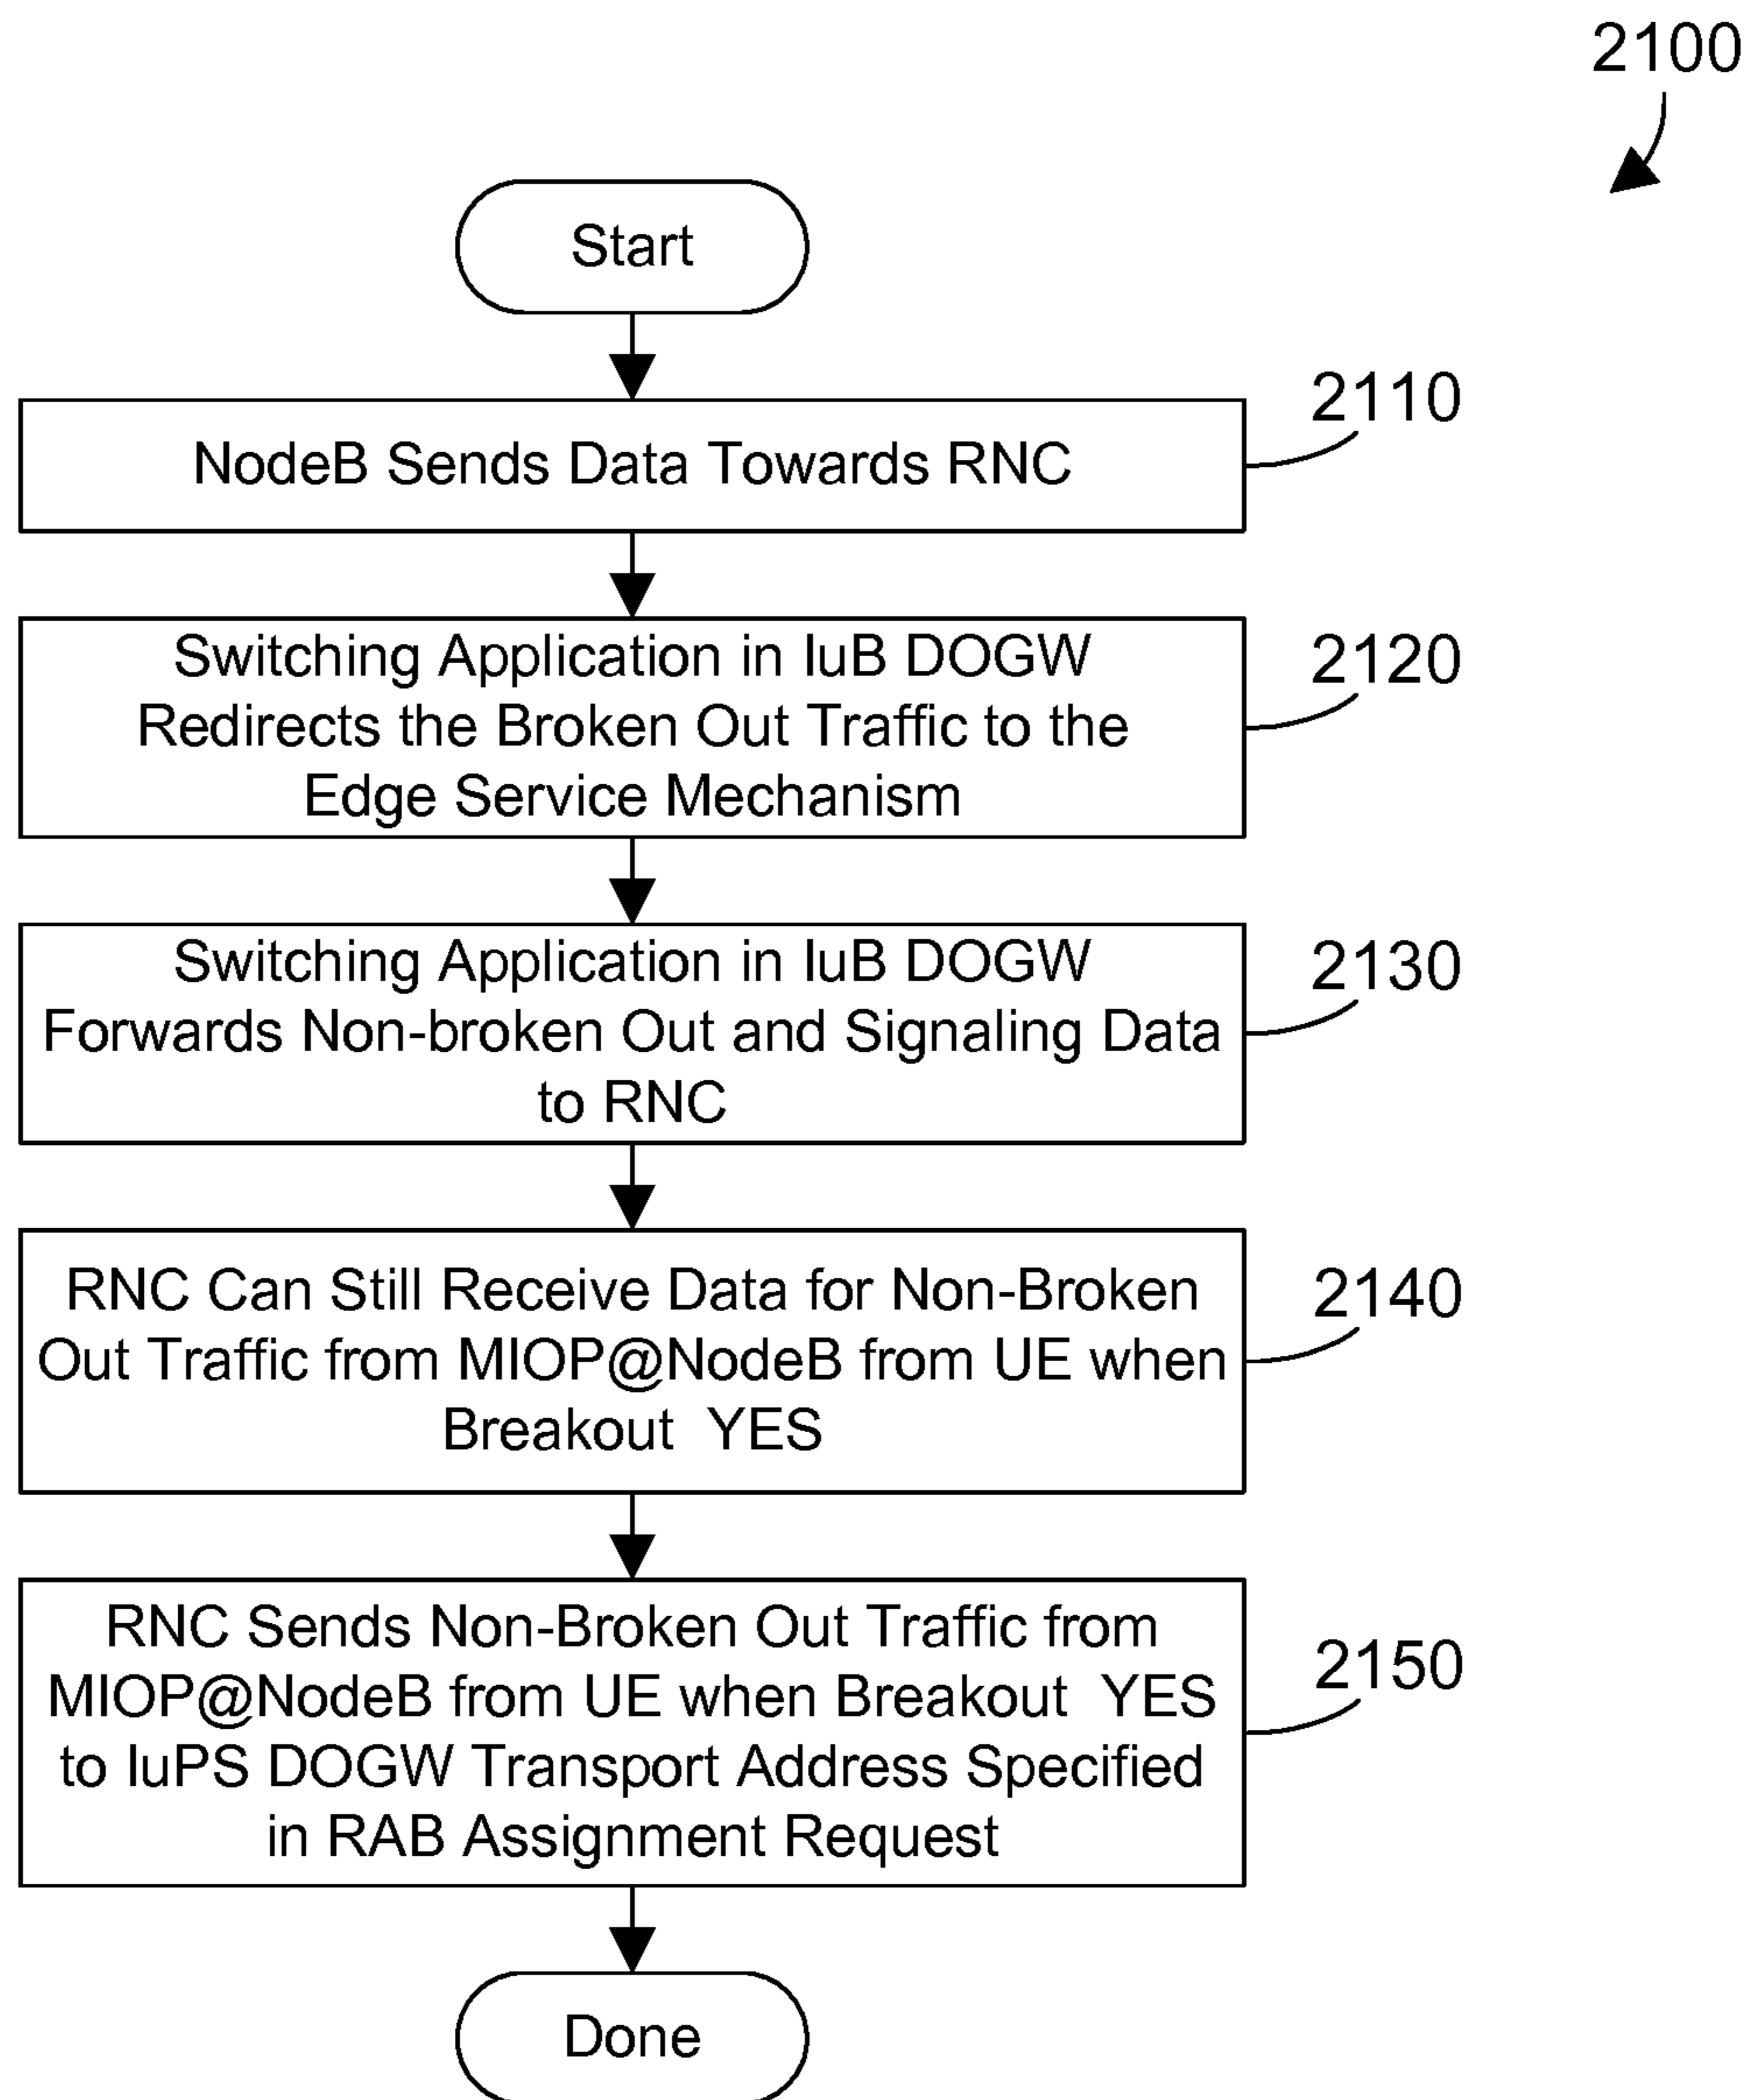 2100
Start
NodeB Sends Data Towards RNC
2110
Switching Application in IuB DOGW
Redirects the Broken Out Traffic to the
Edge Service Mechanism
2120
Switching Application in IuB DOGW
Forwards Non-broken Out and Signaling Data
to RNC
2130
RNC Can Still Receive Data for Non-Broken
Out Traffic from MIOP@NodeB from UE when
Breakout YES
2140
RNC Sends Non-Broken Out Traffic from
MIOP@NodeB from UE when Breakout YES
to IuPS DOGW Transport Address Specified
in RAB Assignment Request
2150
Done